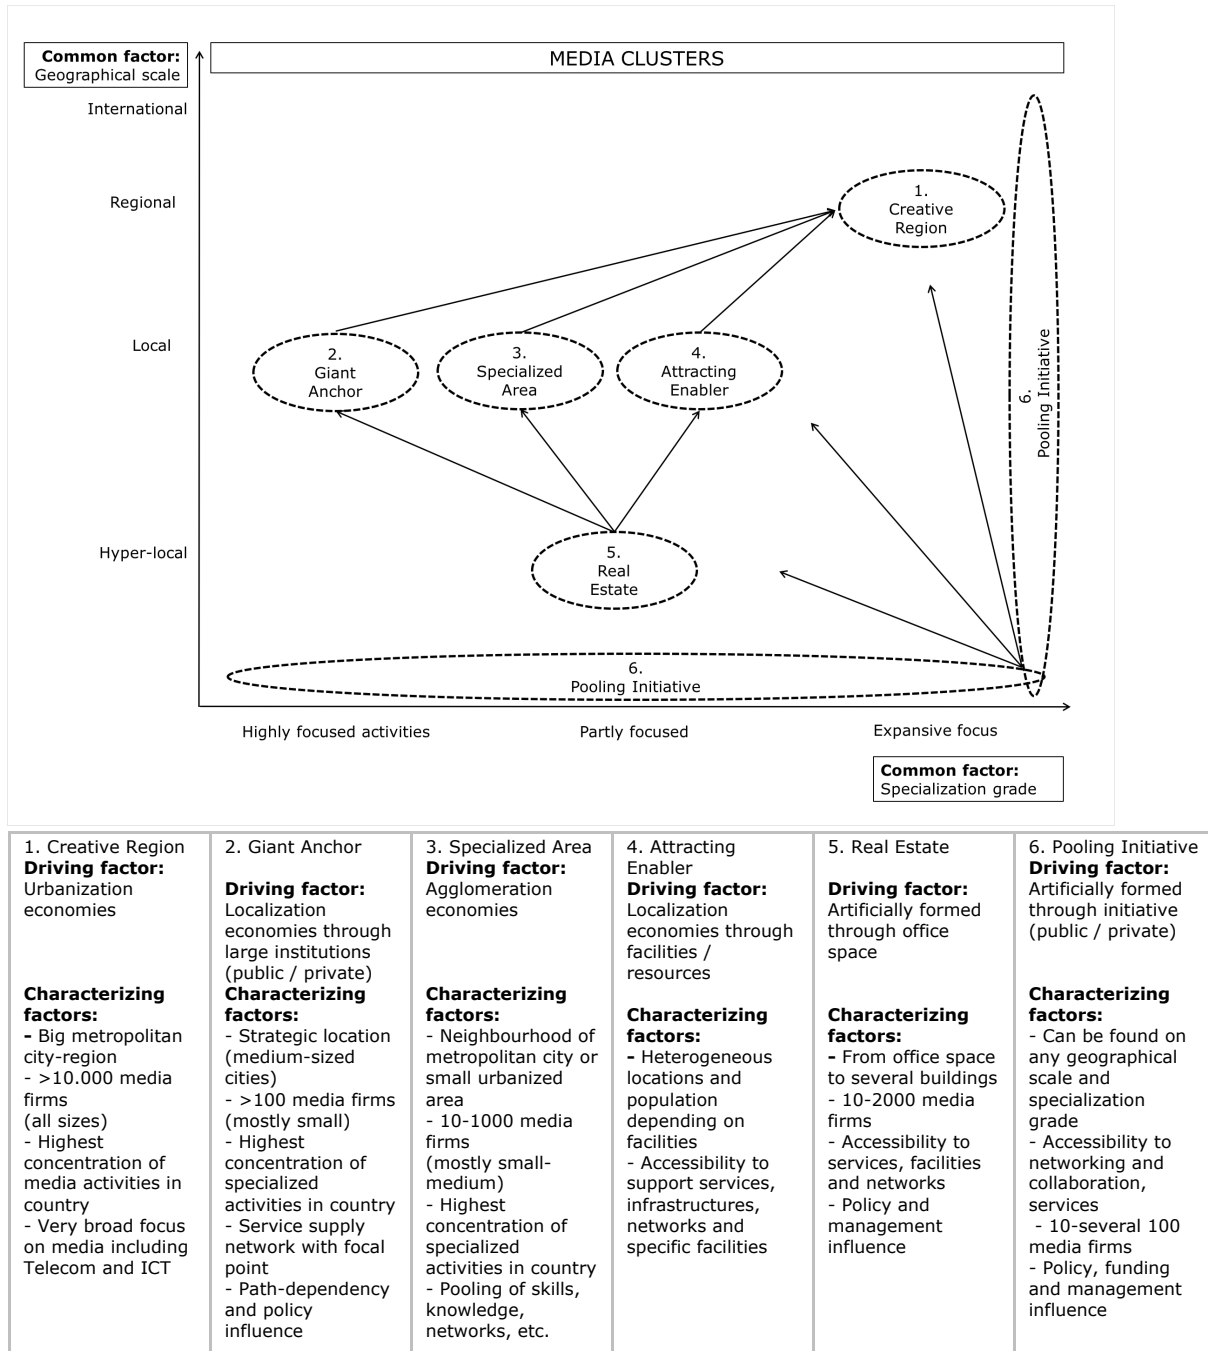 Common factor:
Geographical scale
MEDIA CLUSTERS
International
Regional
1.
Creative
Region
Local
2.
Giant
Anchor
3.
Specialized
Area
4.
Attracting
Enabler
6.
Pooling Initiative
Hyper-local
5.
Real
Estate
6.
Pooling Initiative
Highly focused activities
Partly focused
Expansive focus
Common factor:
Specialization grade
1. Creative Region
Driving factor:
Urbanization
economies
Characterizing
factors:
- Big metropolitan
city-region
- >10.000 media
firms
(all sizes)
- Highest
concentration of
media activities in
country
- Very broad focus
on media including
Telecom and ICT
2. Giant Anchor
Driving factor:
Localization
economies through
large institutions
(public / private)
Characterizing
factors:
- Strategic location
(medium-sized
cities)
- >100 media firms
(mostly small)
- Highest
concentration of
specialized
activities in country
- Service supply
network with focal
point
- Path-dependency
and policy
influence
3. Specialized Area
Driving factor:
Agglomeration
economies
Characterizing
factors:
- Neighbourhood of
metropolitan city or
small urbanized
area
- 10-1000 media
firms
(mostly small-
medium)
- Highest
concentration of
specialized
activities in country
- Pooling of skills,
knowledge,
networks, etc.
4. Attracting
Enabler
Driving factor:
Localization
economies through
facilities /
resources
Characterizing
factors:
- Heterogeneous
locations and
population
depending on
facilities
- Accessibility to
support services,
infrastructures,
networks and
specific facilities
5. Real Estate
Driving factor:
Artificially formed
through office
space
Characterizing
factors:
- From office space
to several buildings
- 10-2000 media
firms
- Accessibility to
services, facilities
and networks
- Policy and
management
influence
6. Pooling Initiative
Driving factor:
Artificially formed
through initiative
(public / private)
Characterizing
factors:
- Can be found on
any geographical
scale and
specialization
grade
- Accessibility to
networking and
collaboration,
services
- 10-several 100
media firms
- Policy, funding
and management
influence